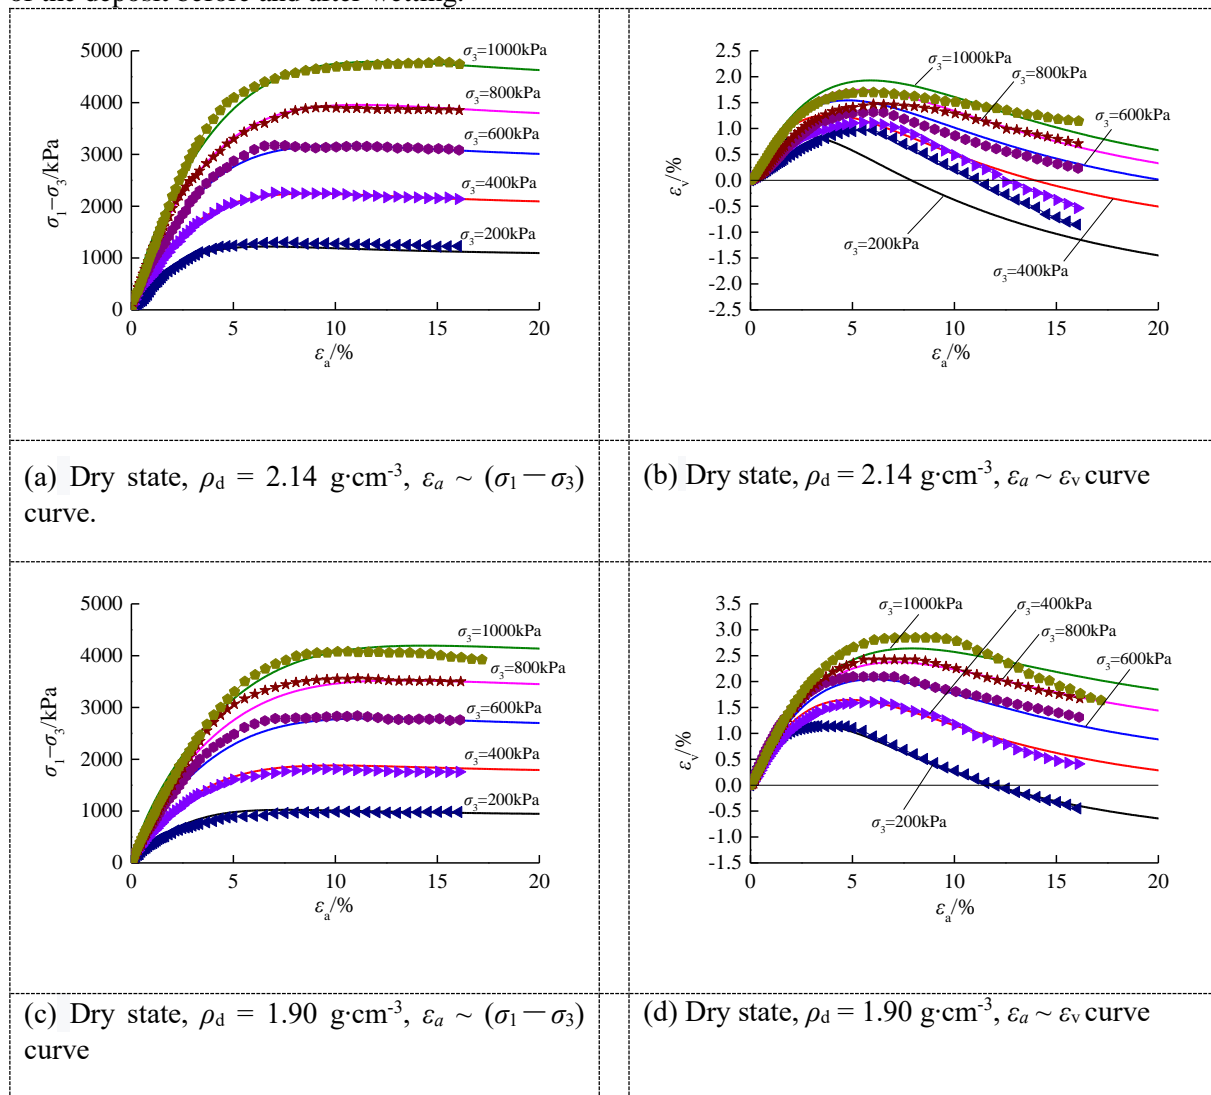 of the deposit before and after wetting.
5000
4000
3000
2000
1000
0
0
5
10
15
20
σ1−σ3/kPa
εa/%
σ3=1000kPa
σ3=800kPa
σ3=600kPa
σ3=400kPa
σ3=200kPa
2.5
2.0
1.5
1.0
0.5
0.0
-0.5
-1.0
-1.5
-2.0
-2.5
0
5
10
15
20
εv/%
εa/%
σ3=1000kPa
σ3=800kPa
σ3=600kPa
σ3=200kPa
σ3=400kPa
(a) Dry state, ρd = 2.14 g·cm-3, εa ~ (σ1−σ3)
curve.
(b) Dry state, ρd = 2.14 g·cm-3, εa ~ εv curve
5000
4000
3000
2000
1000
0
0
5
10
15
20
σ1−σ3/kPa
εa/%
σ3=1000kPa
σ3=800kPa
σ3=600kPa
σ3=400kPa
σ3=200kPa
3.5
3.0
2.5
2.0
1.5
1.0
0.5
0.0
-0.5
-1.0
-1.5
0
5
10
15
20
εv/%
εa/%
σ3=1000kPa
σ3=400kPa
σ3=800kPa
σ3=600kPa
σ3=200kPa
(c) Dry state, ρd = 1.90 g·cm-3, εa ~ (σ1−σ3)
curve
(d) Dry state, ρd = 1.90 g·cm-3, εa ~ εv curve